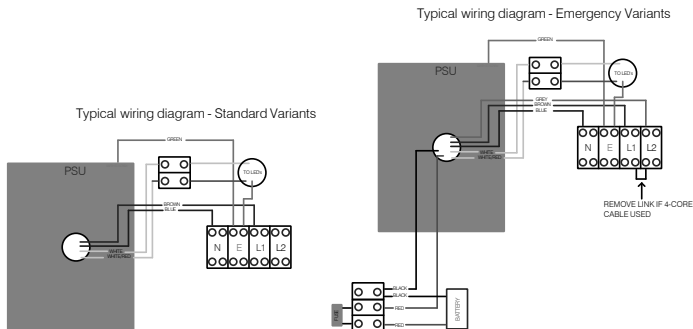 Typical wiring diagram - Emergency Variants
GREEN
PSU
TO LEDs
GREY
BROWN
BLUE
N E L1 L2
WHITE
WHITE/RED
REMOVE LINK IF 4-CORE
CABLE USED
BLACK
BLACK
RED
RED
FUSE
BATTERY
Typical wiring diagram - Standard Variants
GREEN
PSU
TO LEDs
BROWN
BLUE
N E L1 L2
WHITE
WHITE/RED